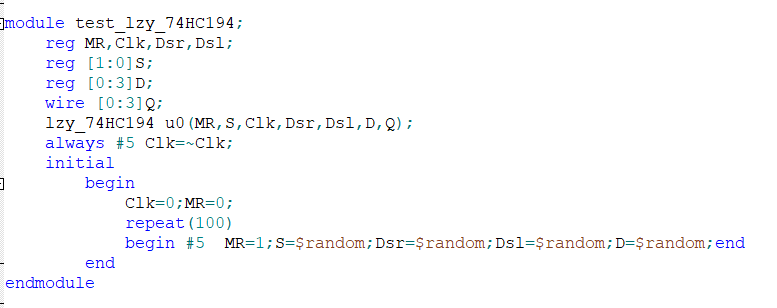 module test_lzy_74HC194;
reg MR,Clk,Dsr,Dsl;
reg [1:0]S;
reg [0:3]D;
wire [0:3]Q;
lzy_74HC194 u0(MR,S,Clk,Dsr,Dsl,D,Q);
always #5 Clk=~Clk;
initial
begin
Clk=0;MR=0;
repeat(100)
begin #5  MR=1;S=$random;Dsr=$random;Dsl=$random;D=$random;end
end
endmodule